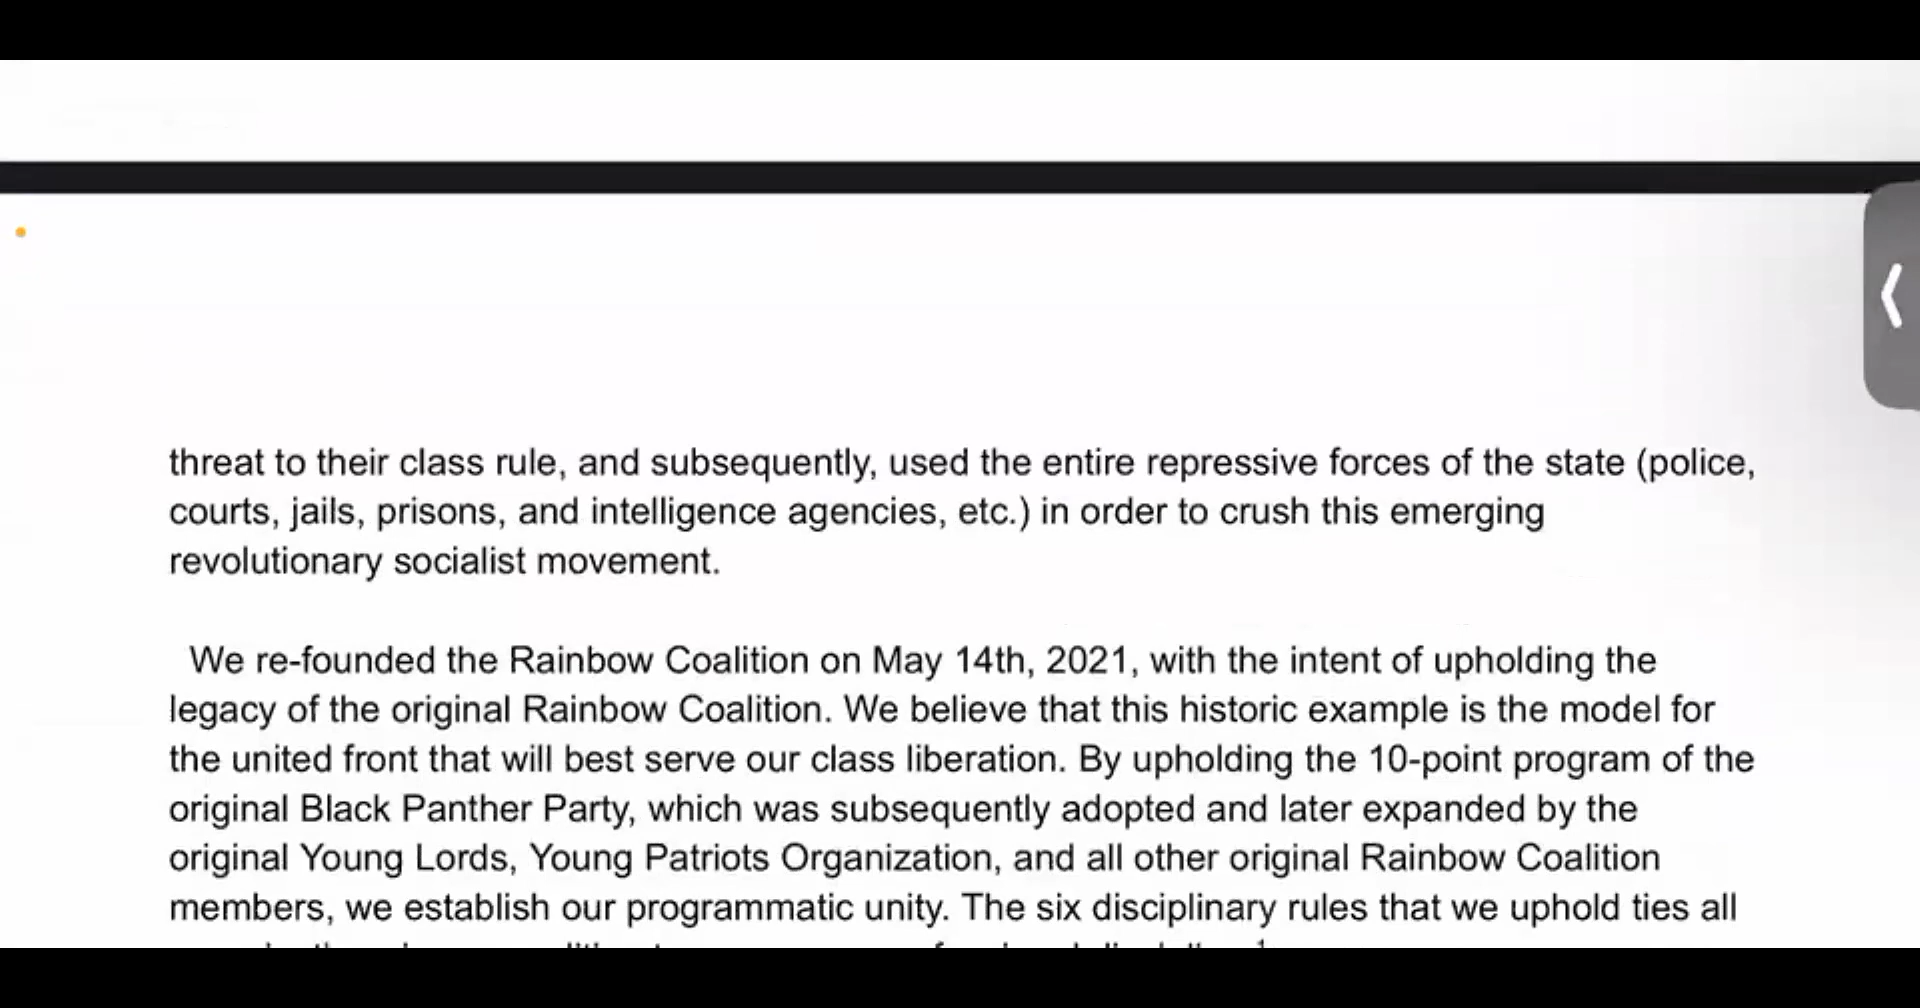 threat to their class rule, and subsequently, used the entire repressive forces of the state (police,
courts, jails, prisons, and intelligence agencies, etc.) in order to crush this emerging
revolutionary socialist movement.
We re-founded the Rainbow Coalition on May 14th, 2021, with the intent of upholding the
legacy of the original Rainbow Coalition. We believe that this historic example is the model for
the united front that will best serve our class liberation. By upholding the 10-point program of the
original Black Panther Party, which was subsequently adopted and later expanded by the
original Young Lords, Young Patriots Organization, and all other original Rainbow Coalition
members, we establish our programmatic unity. The six disciplinary rules that we uphold ties all